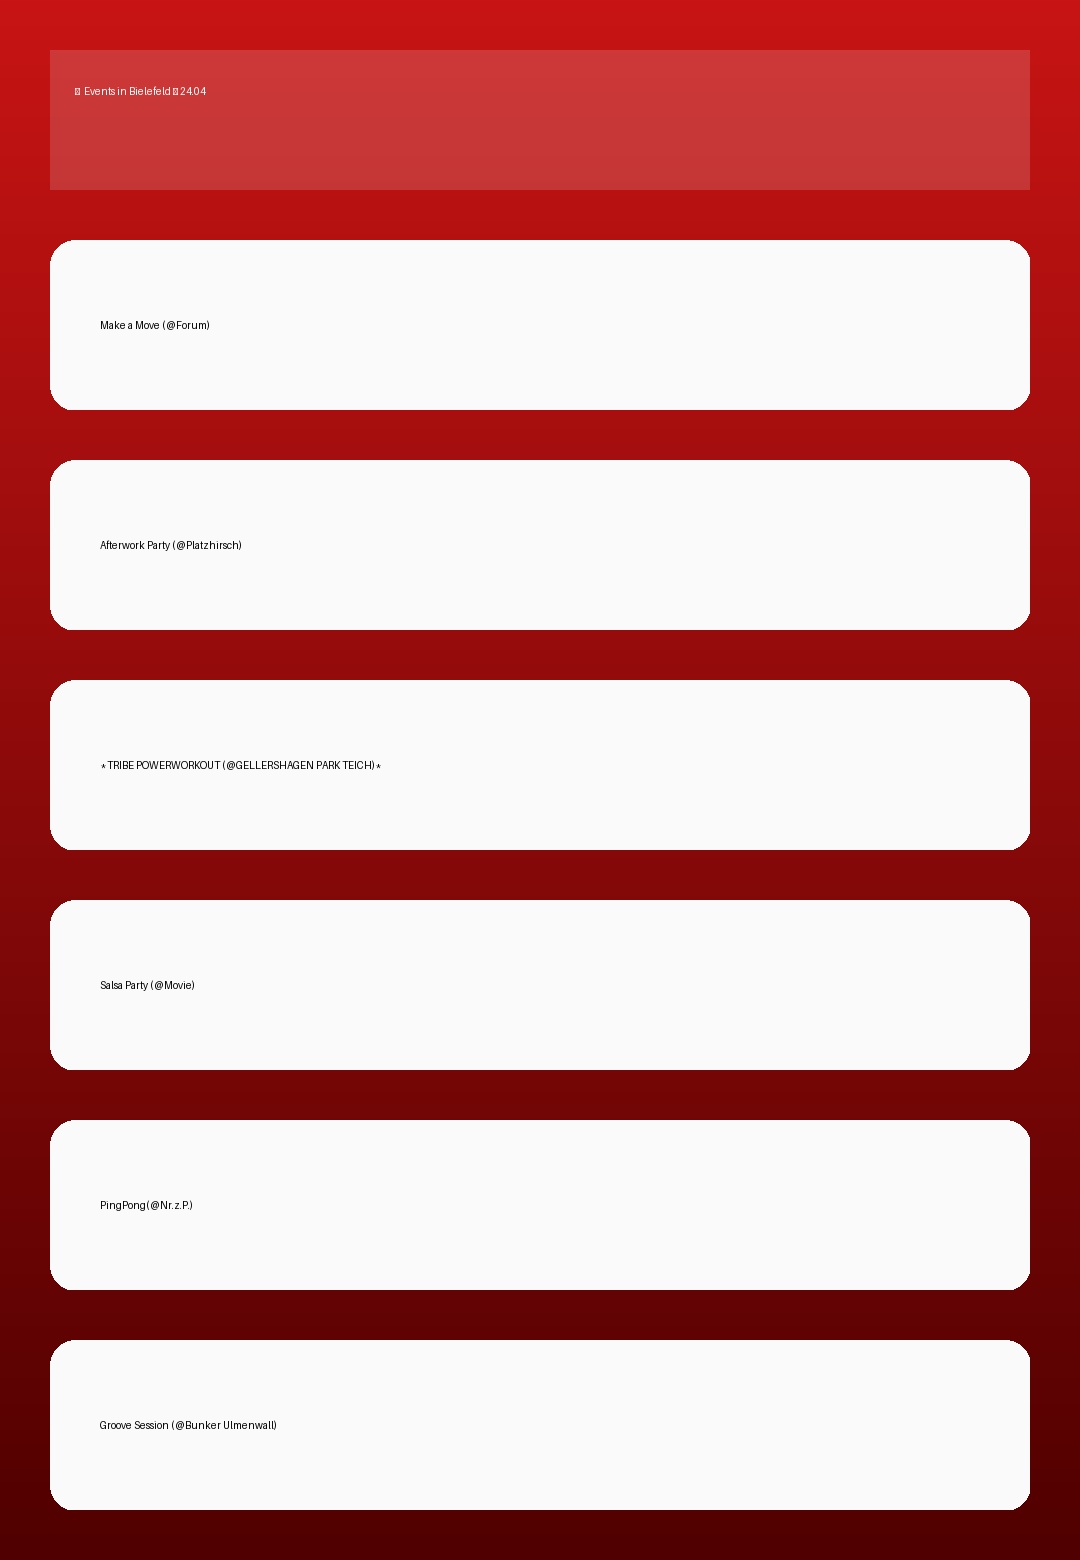 Events in Bielefeld 24.04
Make a Move (@Forum)
Afterwork Party (@Platzhirsch)
*TRIBE POWERWORKOUT (@GELLERSHAGEN PARK TEICH)*
Salsa Party (@Movie)
PingPong(@Nr.z.P.)
Groove Session (@Bunker Ulmenwall)